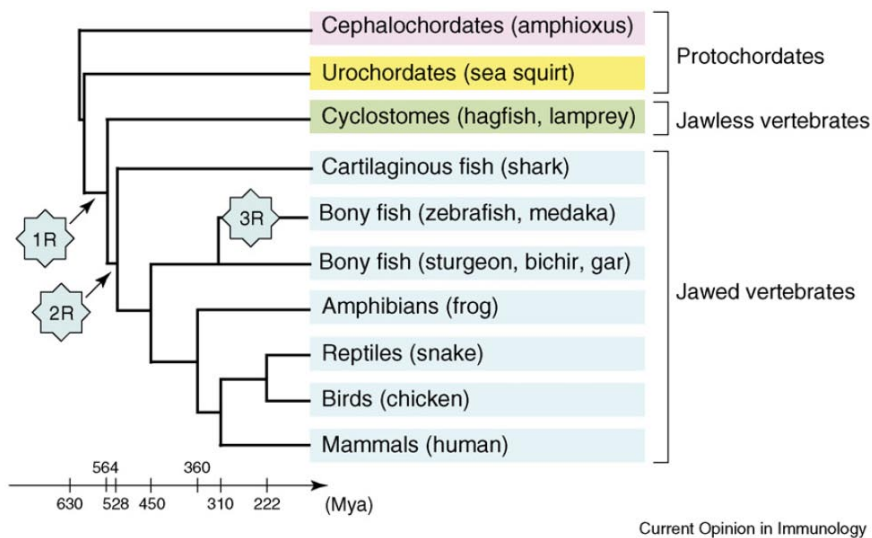 Cephalochordates (amphioxus)
Protochordates
Urochordates (sea squirt)
Cyclostomes (hagfish, lamprey)
Jawless vertebrates
Cartilaginous fish (shark)
1R
3R
Bony fish (zebrafish, medaka)
2R
Bony fish (sturgeon, bichir, gar)
Jawed vertebrates
Amphibians (frog)
Reptiles (snake)
Birds (chicken)
Mammals (human)
564 360
630 528 450 310 222 (Mya)
Current Opinion in Immunology